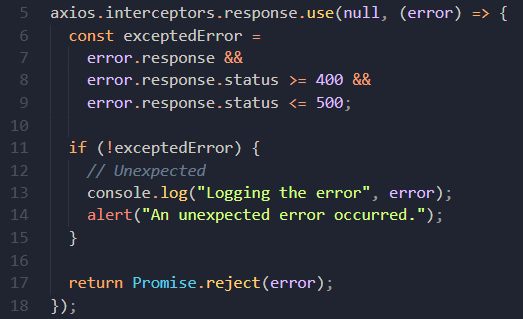 5 axios.interceptors.response.use(null, (error) => {
6 const exceptedError =
7 error.response &&
8 error.response.status >= 400 &&
9 error.response.status <= 500;
10
11 if (!exceptedError) {
12 // Unexpected
13 console.log("Logging the error", error);
14 alert("An unexpected error occurred.");
15 }
16
17 return Promise.reject(error);
18 });